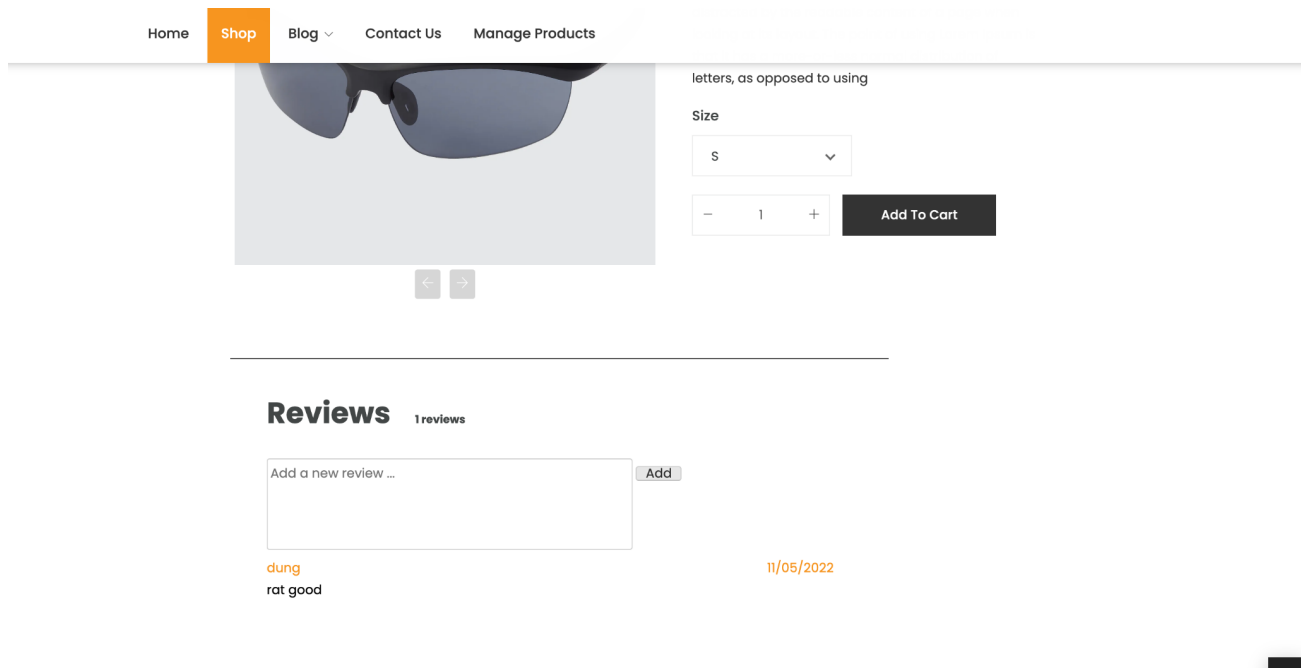 Home Shop Blog Contact Us Manage Products
letters, as opposed to using
Size
S
1
Add To Cart
Reviews 1 reviews
Add a new review ...
Add
dung 11/05/2022
rat good